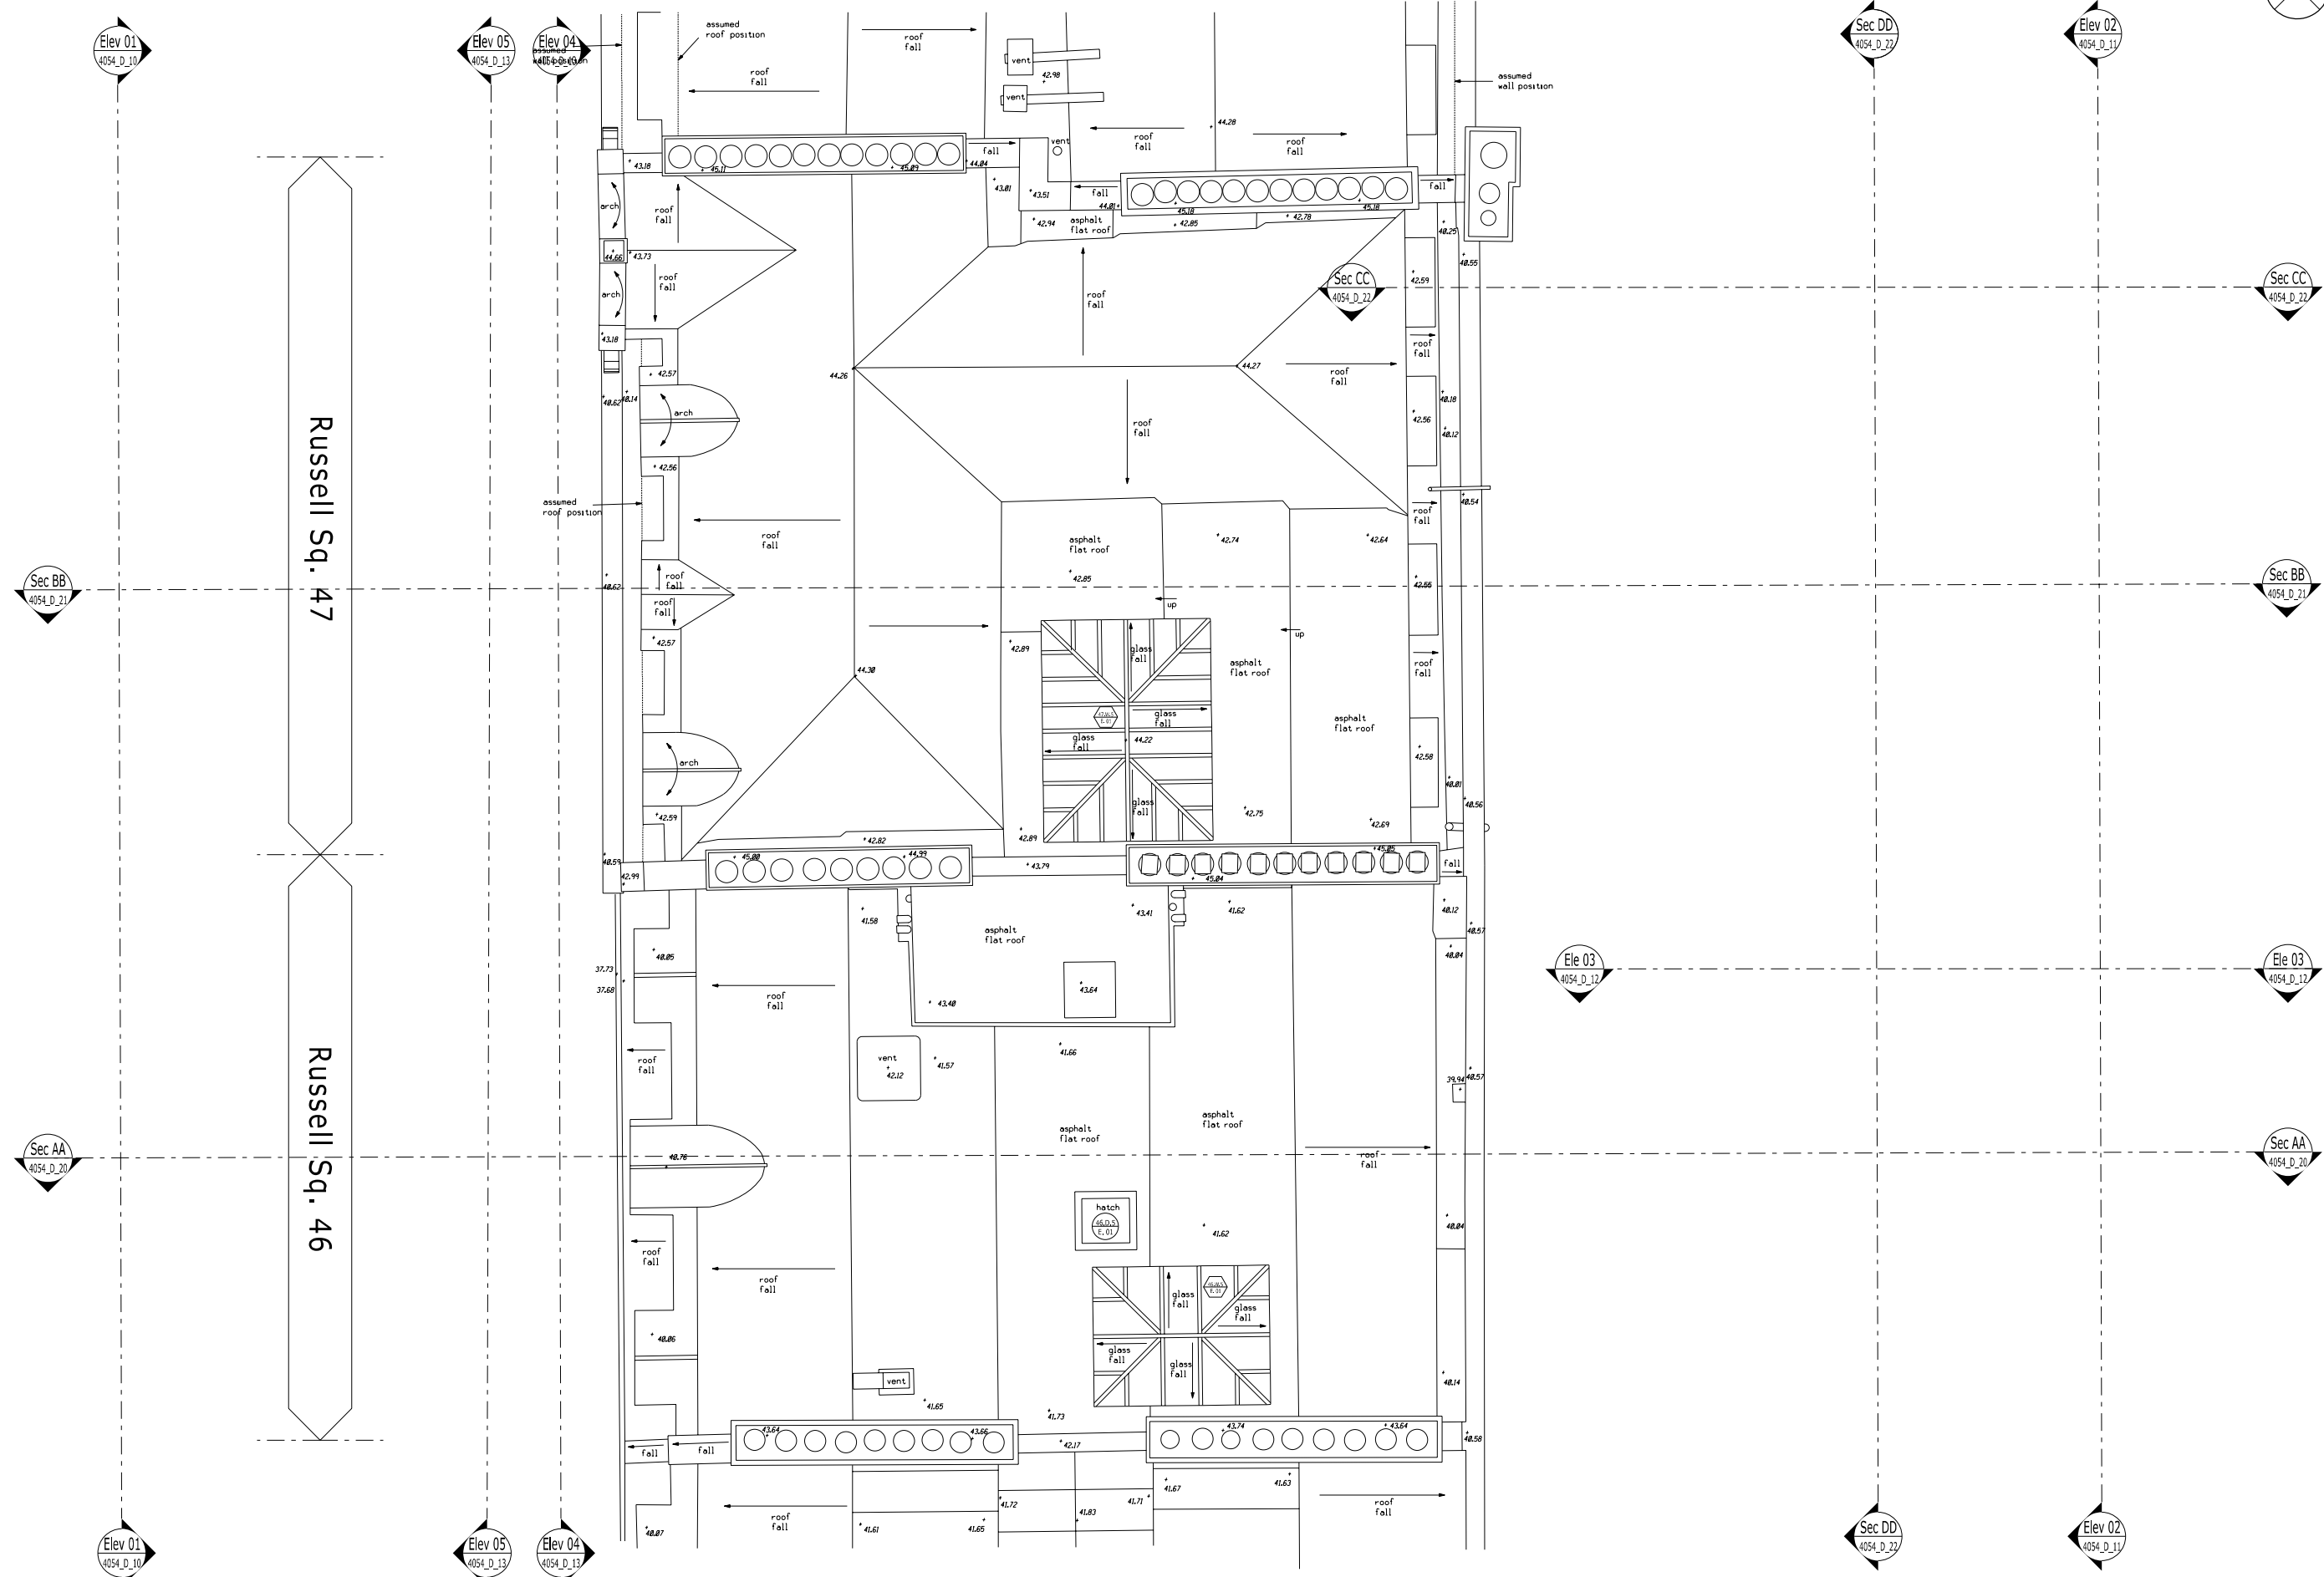 Elev 01
4054_D_10
Elev 05
4054_D_13
Elev 04
assumed
wall position
assumed
roof position
roof
fall
roof
fall
vent
42.98
vent
Sec DD
4054_D_22
Elev 02
4054_D_11
assumed
wall position
roof
fall
44.28
roof
fall
vent
43.18
45.11
45.09
44.04
fall
43.01
43.51
fall
44.01
45.18
45.18
fall
arch
roof
fall
42.94
asphalt
flat roof
42.85
42.78
40.25
44.66
43.73
40.55
arch
roof
fall
roof
fall
Sec CC
4054_D_22
42.59
Sec CC
4054_D_22
43.18
roof
fall
42.57
44.26
44.27
roof
fall
40.62
40.14
arch
roof
fall
42.56
40.18
40.12
42.56
assumed
roof position
roof
fall
40.54
roof
fall
asphalt
flat roof
42.74
42.64
Sec BB
4054_D_21
40.62
roof
fall
roof
fall
42.85
42.55
Sec BB
4054_D_21
up
up
42.57
42.89
glass
fall
asphalt
flat roof
roof
fall
44.30
glass
fall
asphalt
flat roof
glass
fall
44.22
42.58
arch
40.01
40.56
glass
fall
42.59
42.82
42.89
42.75
42.69
40.59
42.99
45.00
44.99
43.79
45.05
45.04
fall
41.58
43.41
41.62
40.12
40.57
asphalt
flat roof
40.05
40.04
37.73
37.68
Ele 03
4054_D_12
Ele 03
4054_D_12
roof
fall
43.40
43.64
roof
fall
vent
42.12
41.57
41.66
39.94
40.57
asphalt
flat roof
asphalt
flat roof
Sec AA
4054_D_20
40.76
roof
fall
Sec AA
4054_D_20
hatch
46.D.S
E.01
41.62
40.04
roof
fall
roof
fall
glass
fall
glass
fall
40.06
glass
fall
glass
fall
vent
41.65
41.73
40.14
43.64
43.66
42.17
43.74
43.64
40.58
fall
fall
41.72
41.71
41.67
41.63
roof
fall
roof
fall
40.07
41.61
41.65
41.83
Elev 01
4054_D_10
Elev 05
4054_D_13
Elev 04
4054_D_13
Sec DD
4054_D_22
Elev 02
4054_D_11
Russell Sq. 47
Russell Sq. 46